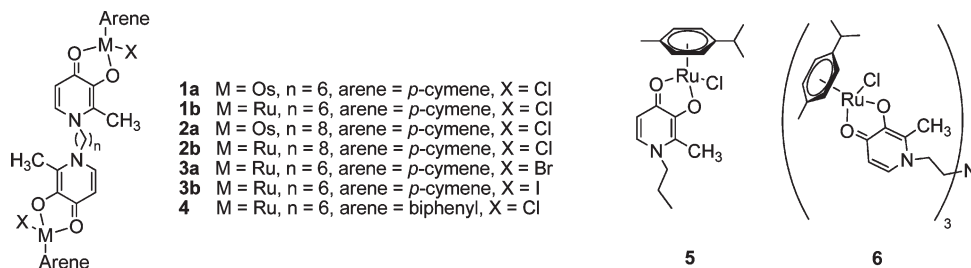 Arene
M
X
O
O
N
CH₃
( )n
H₃C
N
O
O
X
M
Arene
1a M = Os, n = 6, arene = p-cymene, X = Cl
1b M = Ru, n = 6, arene = p-cymene, X = Cl
2a M = Os, n = 8, arene = p-cymene, X = Cl
2b M = Ru, n = 8, arene = p-cymene, X = Cl
3a M = Ru, n = 6, arene = p-cymene, X = Br
3b M = Ru, n = 6, arene = p-cymene, X = I
4 M = Ru, n = 6, arene = biphenyl, X = Cl
Ru
Cl
O
O
N
CH₃
5
Cl
Ru
O
O
CH₃
N
N
3
6